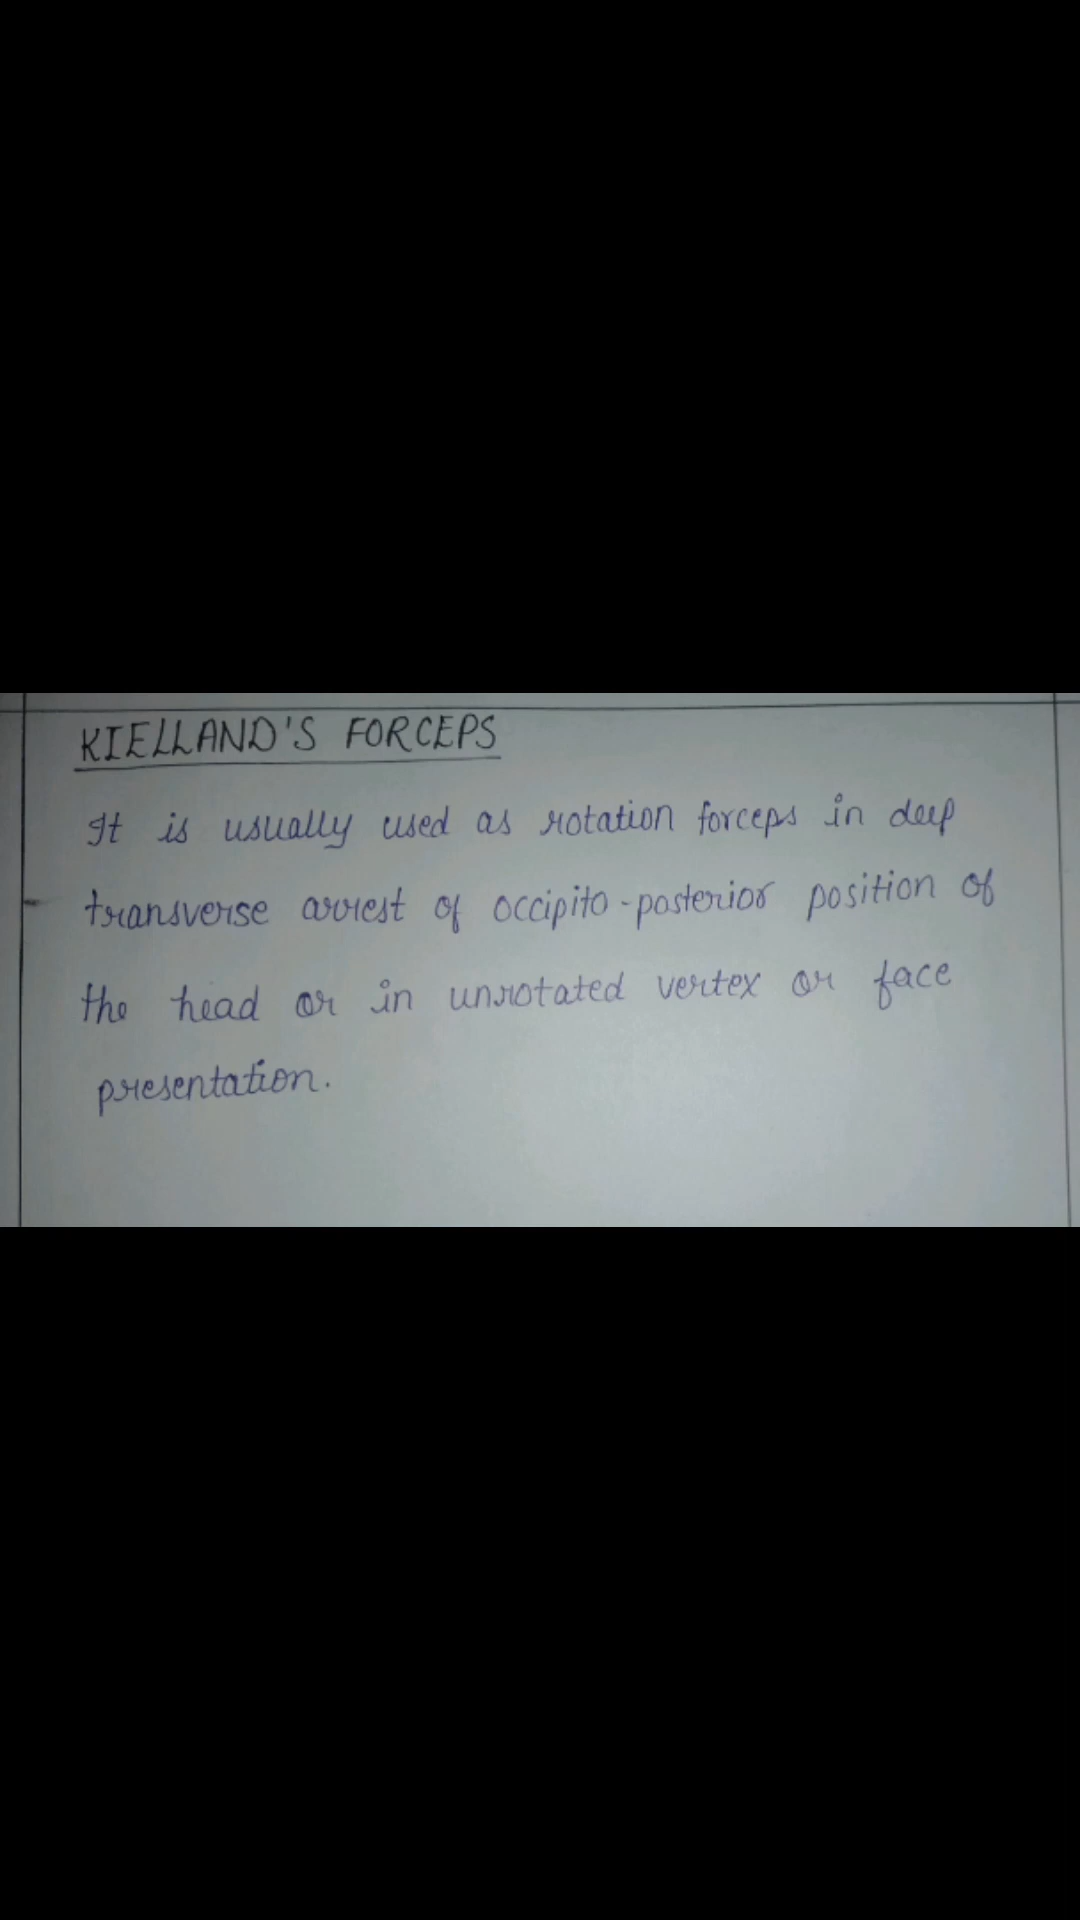 KIELLAND'S FORCEPS
It is usually used as rotation forceps in deep
transverse arrest of occipito-posterior position of
the head or in unrotated vertex or face
presentation.